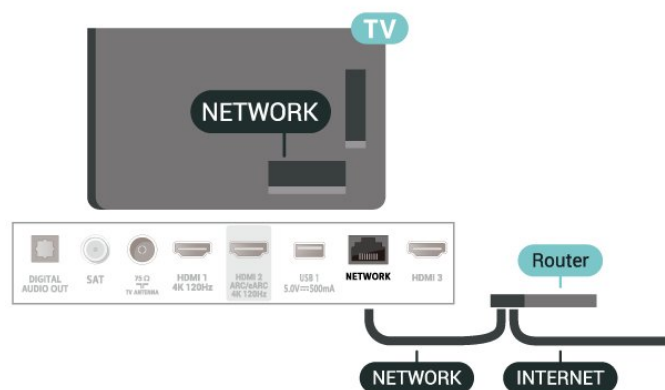 TV
NETWORK
DIGITAL
AUDIO OUT
SAT
75 Ω
TV ANTENNA
HDMI 1
4K 120Hz
HDMI 2
ARC/eARC
4K 120Hz
USB 1
5.0V⎓500mA
NETWORK
HDMI 3
Router
NETWORK
INTERNET